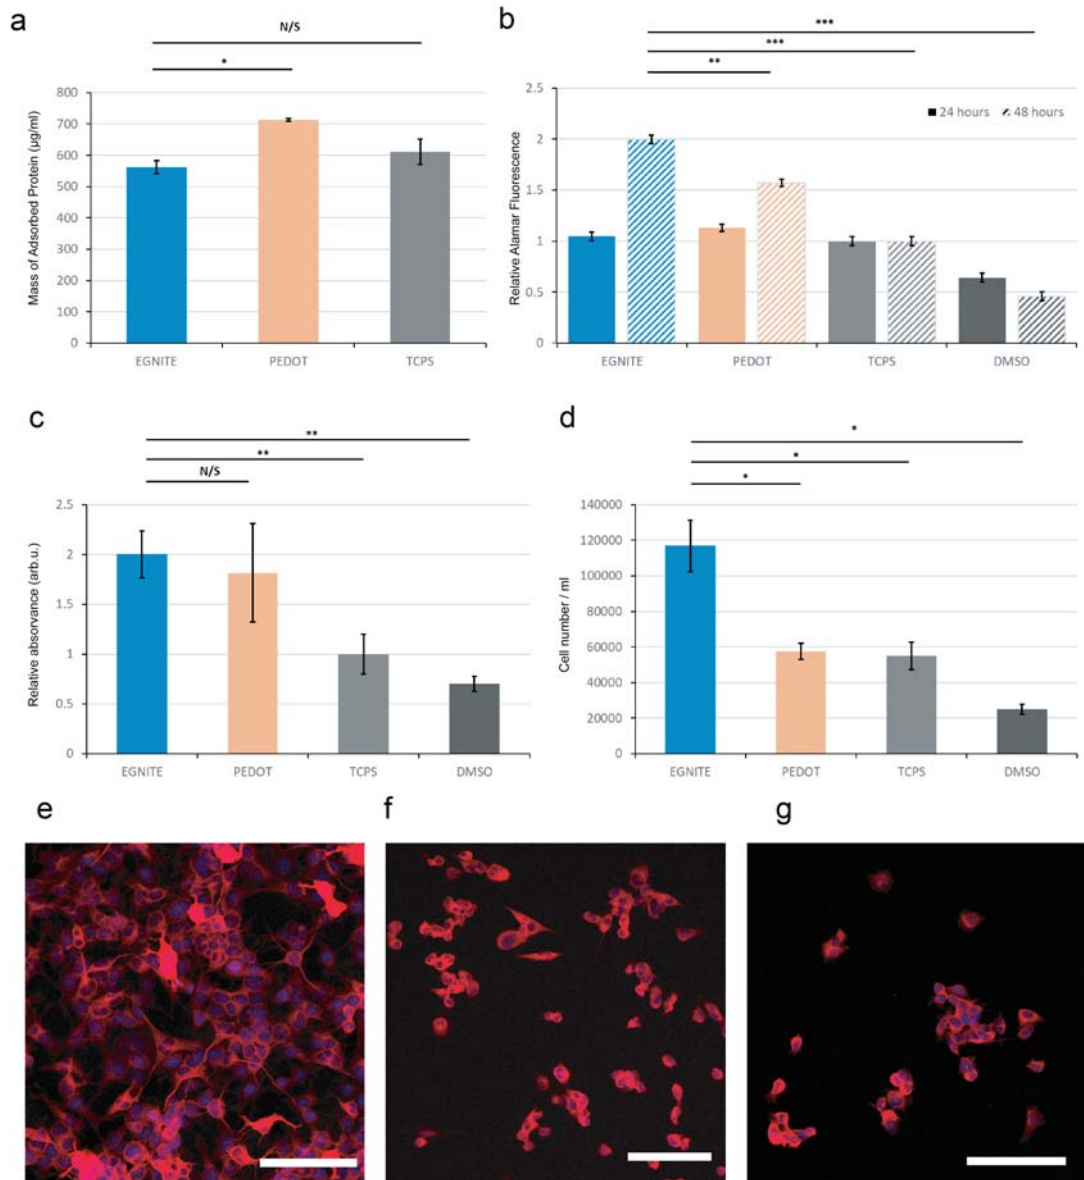 a
N/S
*
Mass of Adsorbed Protein (µg/ml)
800
700
600
500
400
300
200
100
0
EGNITE PEDOT TCPS
b
***
***
**
Relative Alamar Fluorescence
2.5
2
1.5
1
0.5
0
24 hours 48 hours
EGNITE PEDOT TCPS DMSO
c
**
**
N/S
Relative absorvance (arb.u.)
2.5
2
1.5
1
0.5
0
EGNITE PEDOT TCPS DMSO
d
*
*
*
Cell number / ml
140000
120000
100000
80000
60000
40000
20000
0
EGNITE PEDOT TCPS DMSO
e
f
g